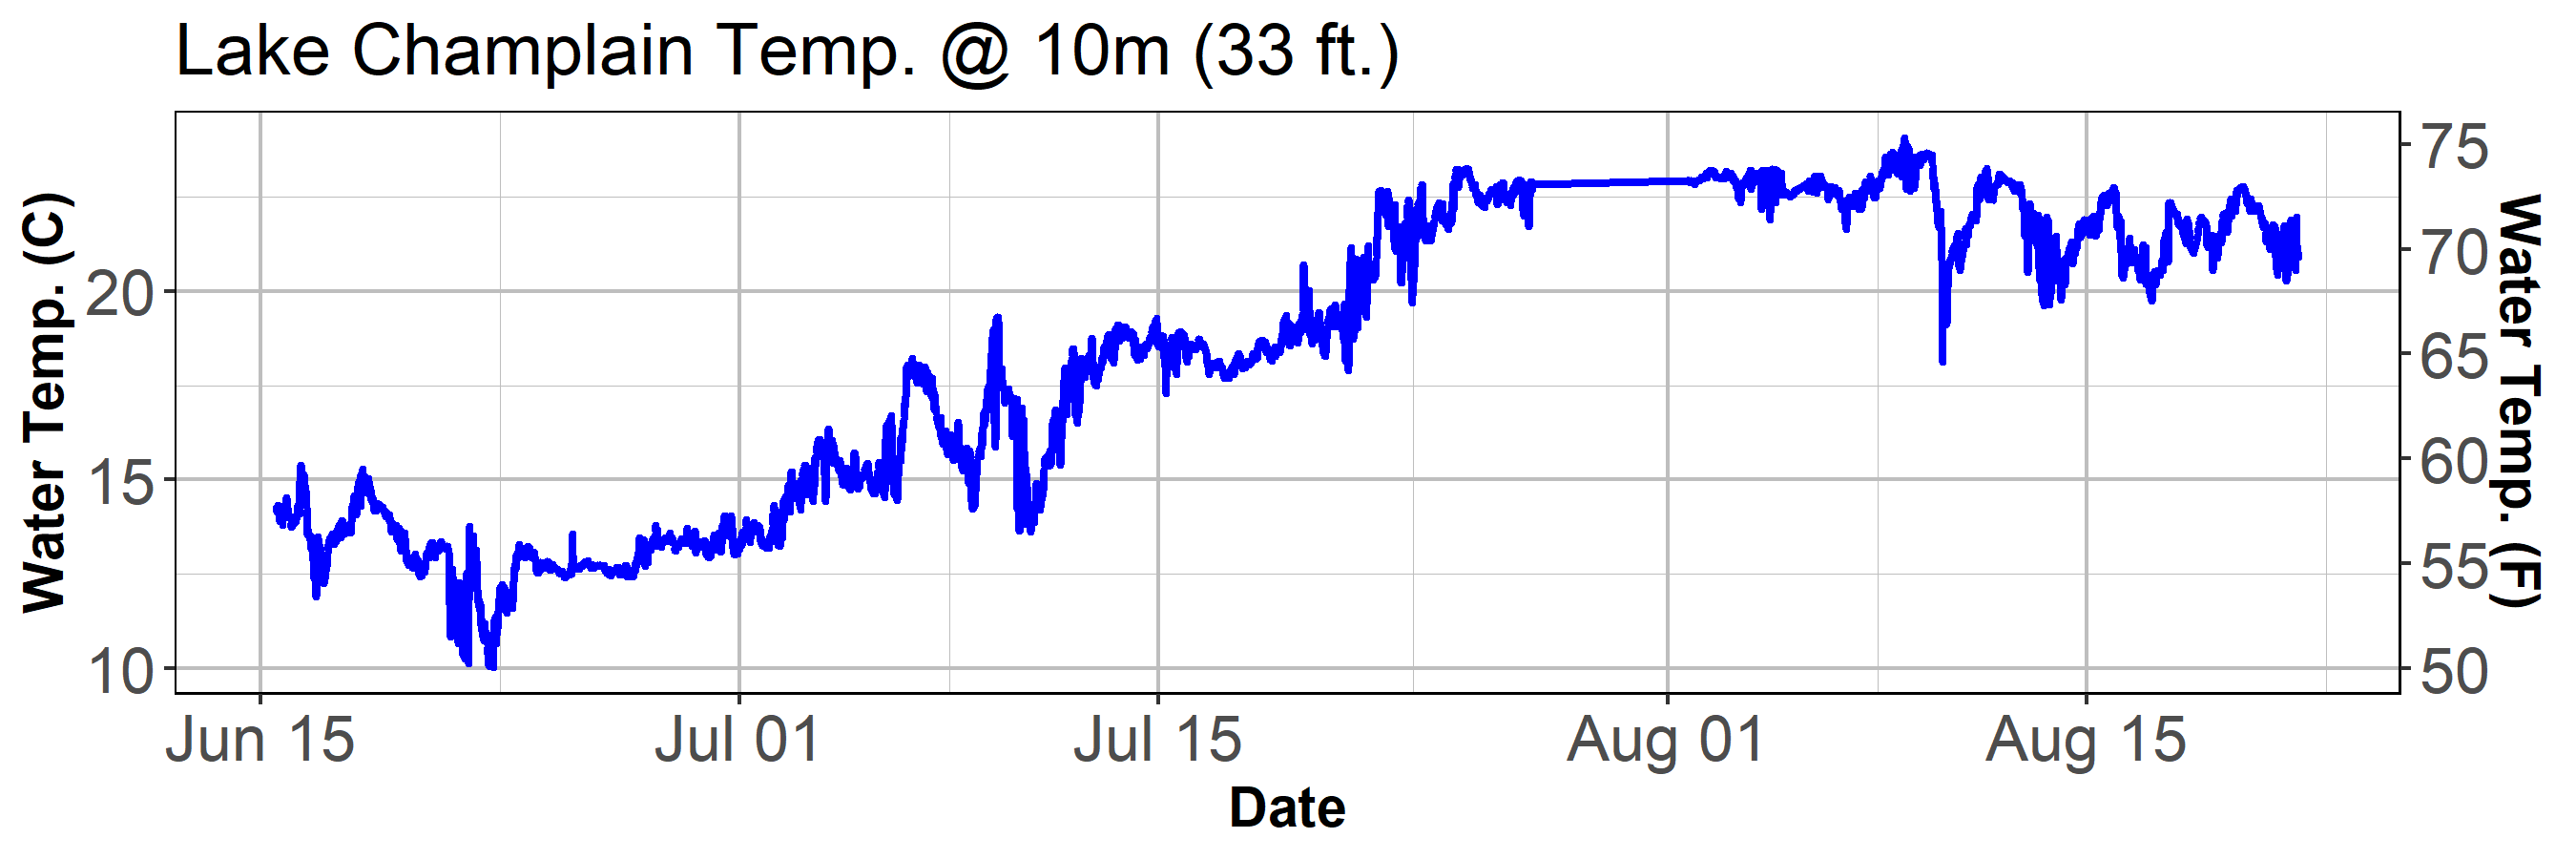 Lake Champlain Temp. @ 10m (33 ft.)
Water Temp. (C)
20
15
10
75
70
65
60
55
50
Water Temp. (F)
Jun 15
Jul 01
Jul 15
Aug 01
Aug 15
Date